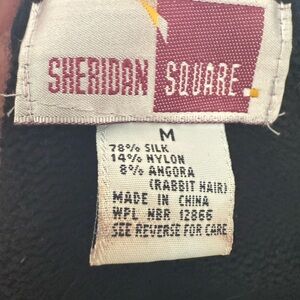 SHERIDAN SQUARE
M
78% SILK
14% NYLON
8% ANGORA
(RABBIT HAIR)
MADE IN CHINA
WPL NBR 12866
SEE REVERSE FOR CARE